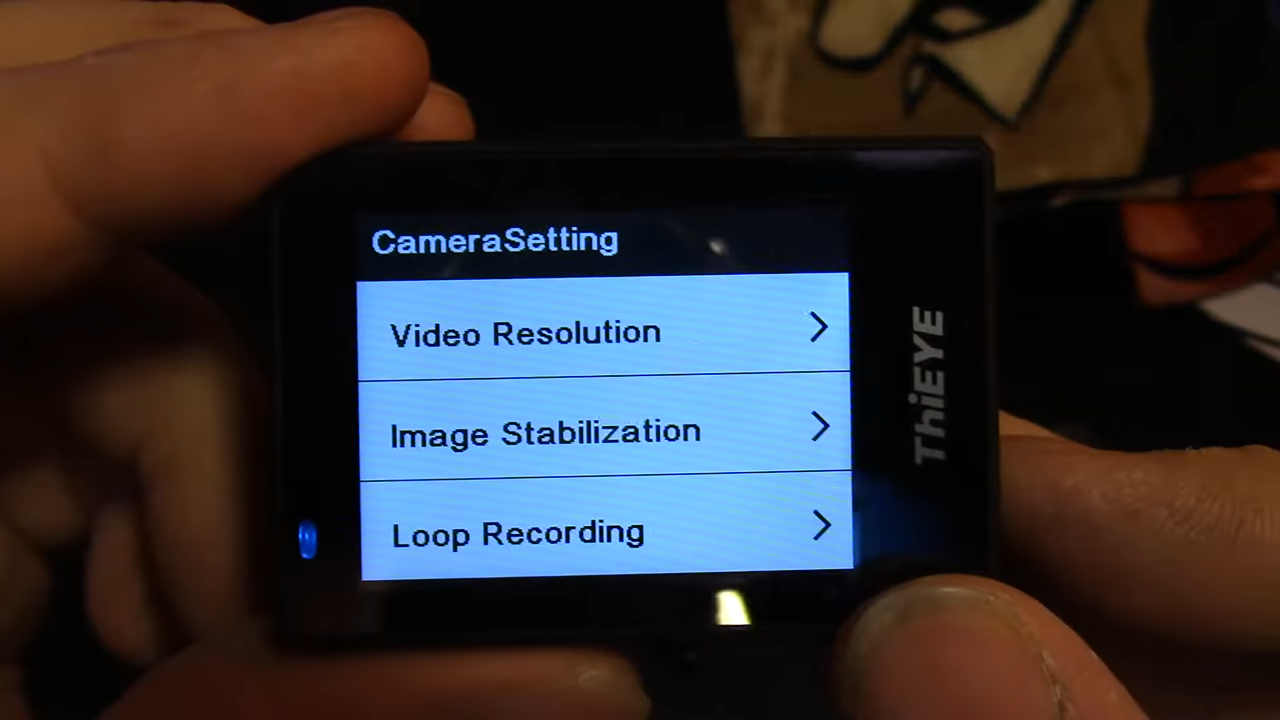 CameraSetting
Video Resolution
Image Stabilization
Loop Recording
ThiEYE